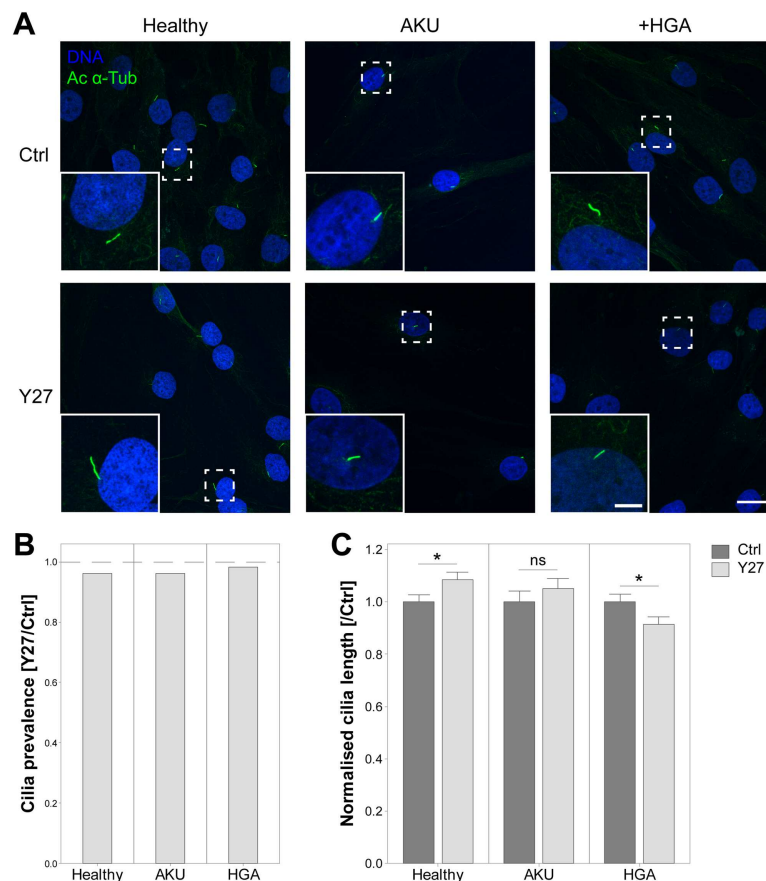 A
Healthy
AKU
+HGA
DNA
Ac α-Tub
Ctrl
Y27
B
Cilia prevalence [Y27/Ctrl]
1.0
0.8
0.6
0.4
0.2
0.0
Healthy
AKU
HGA
C
Normalised cilia length [/Ctrl]
1.2
1.0
0.8
0.6
0.4
0.2
0.0
*
ns
*
Healthy
AKU
HGA
Ctrl
Y27